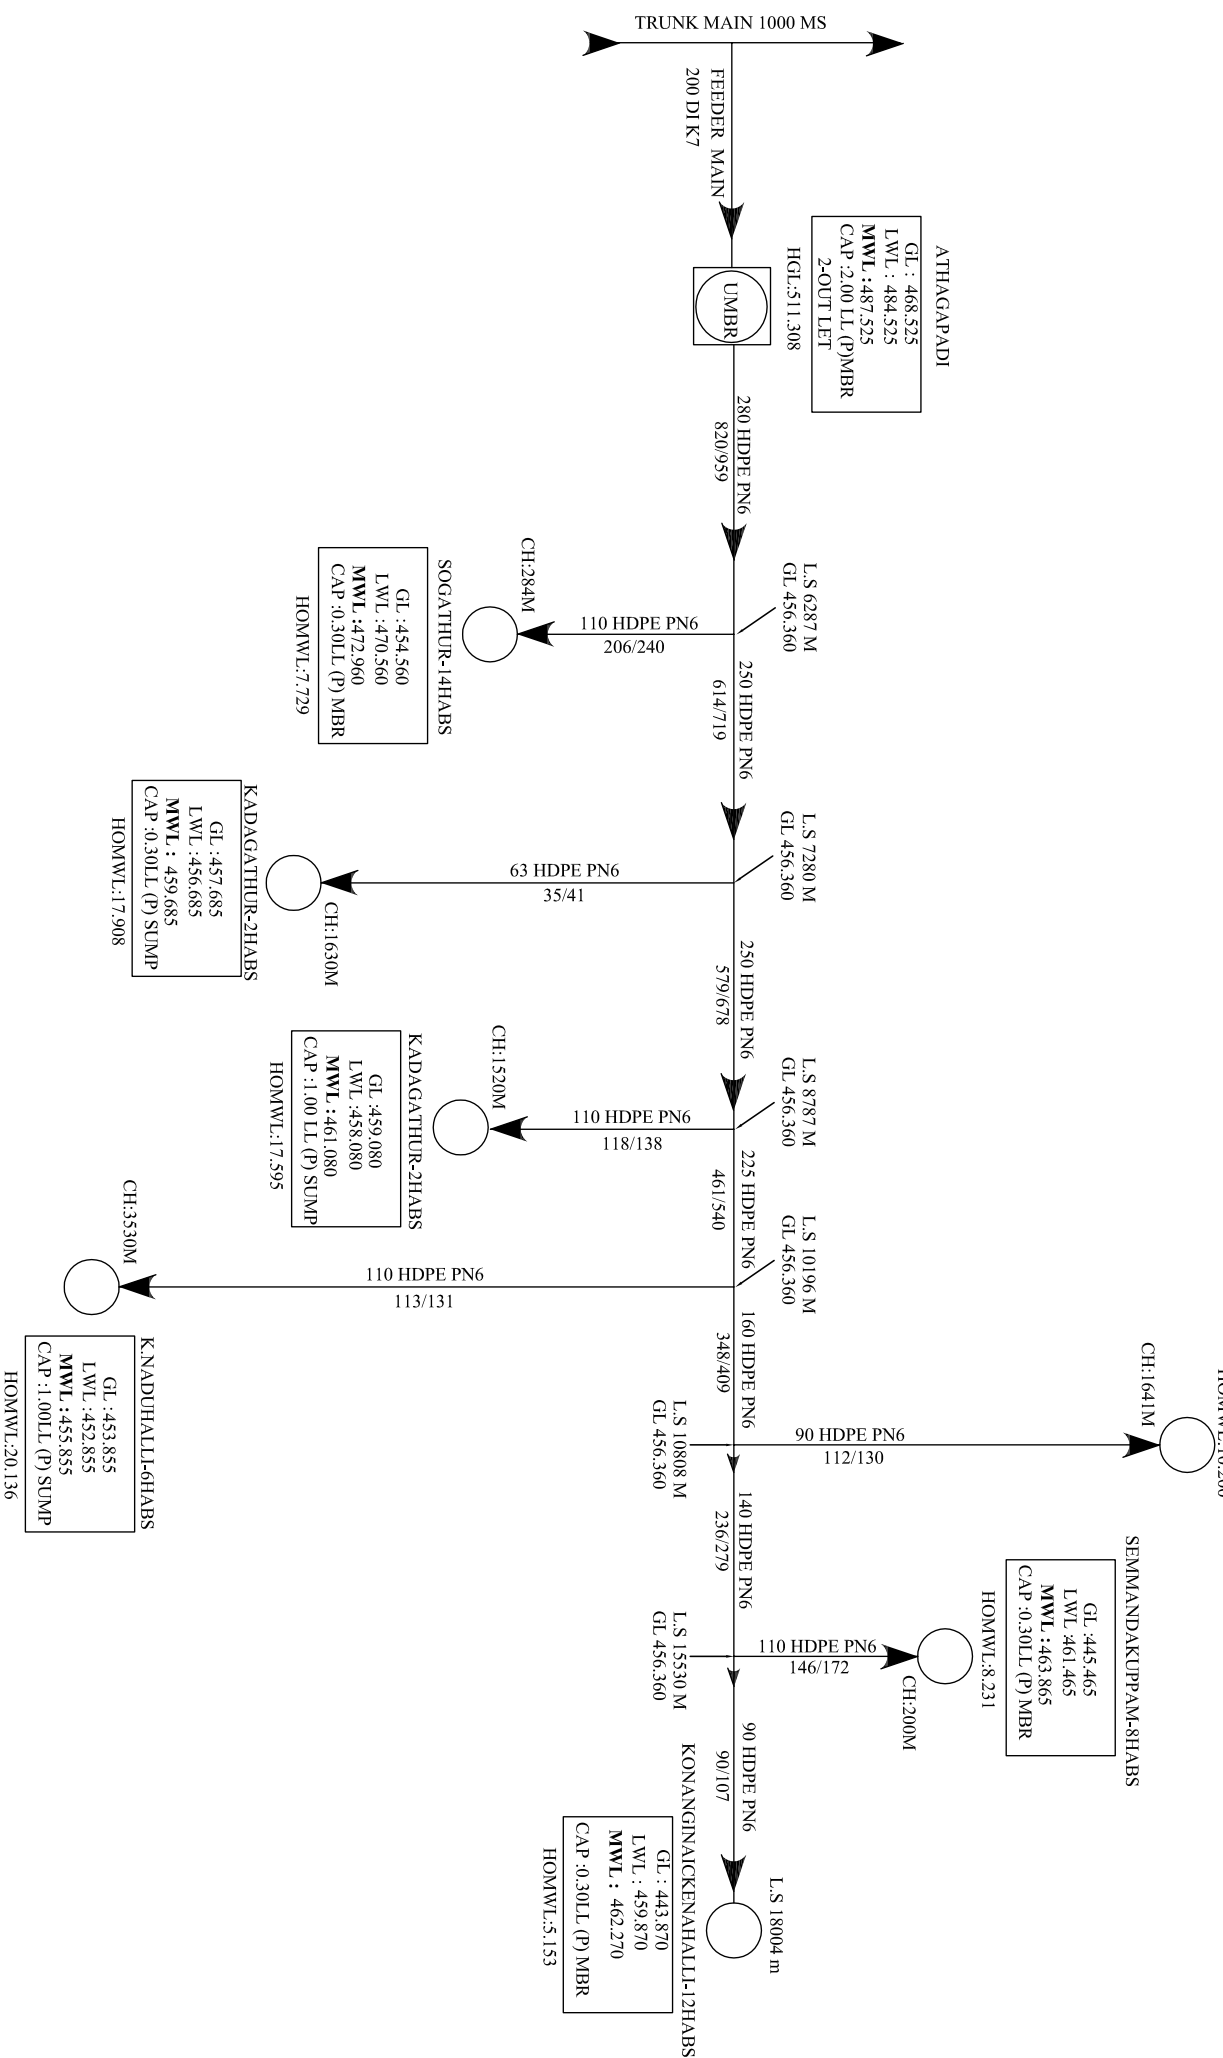 TRUNK MAIN 1000 MS
FEEDER MAIN
200 DI K7
ATHAGAPADI
GL : 468.525
LWL : 484.525
MWL : 487.525
CAP :2.00 LL (P)MBR
2-OUT LET
HGL:511.308
UMBR
280 HDPE PN6
820/959
L.S 6287 M
GL 456.360
110 HDPE PN6
206/240
CH:284M
SOGATHUR-14HABS
GL :454.560
LWL :470.560
MWL :472.960
CAP :0.30LL (P) MBR
HOMWL:7.729
250 HDPE PN6
614/719
L.S 7280 M
GL 456.360
63 HDPE PN6
35/41
CH:1630M
KADAGATHUR-2HABS
GL :457.685
LWL :456.685
MWL : 459.685
CAP :0.30LL (P) SUMP
HOMWL:17.908
250 HDPE PN6
579/678
L.S 8787 M
GL 456.360
110 HDPE PN6
118/138
CH:1520M
KADAGATHUR-2HABS
GL :459.080
LWL :458.080
MWL :461.080
CAP :1.00 LL (P) SUMP
HOMWL:17.595
225 HDPE PN6
461/540
L.S 10196 M
GL 456.360
110 HDPE PN6
113/131
CH:3530M
K.NADUHALLI-6HABS
GL :453.855
LWL :452.855
MWL :455.855
CAP :1.00LL (P) SUMP
HOMWL:20.136
160 HDPE PN6
348/409
L.S 10808 M
GL 456.360
90 HDPE PN6
112/130
CH:1641M
140 HDPE PN6
236/279
L.S 15530 M
GL 456.360
110 HDPE PN6
146/172
CH:200M
SEMMANDAKUPPAM-8HABS
GL :445.465
LWL :461.465
MWL :463.865
CAP :0.30LL (P) MBR
HOMWL:8.231
90 HDPE PN6
90/107
L.S 18004 m
KONANGINAICKENAHALLI-12HABS
GL : 443.870
LWL : 459.870
MWL : 462.270
CAP :0.30LL (P) MBR
HOMWL:5.153